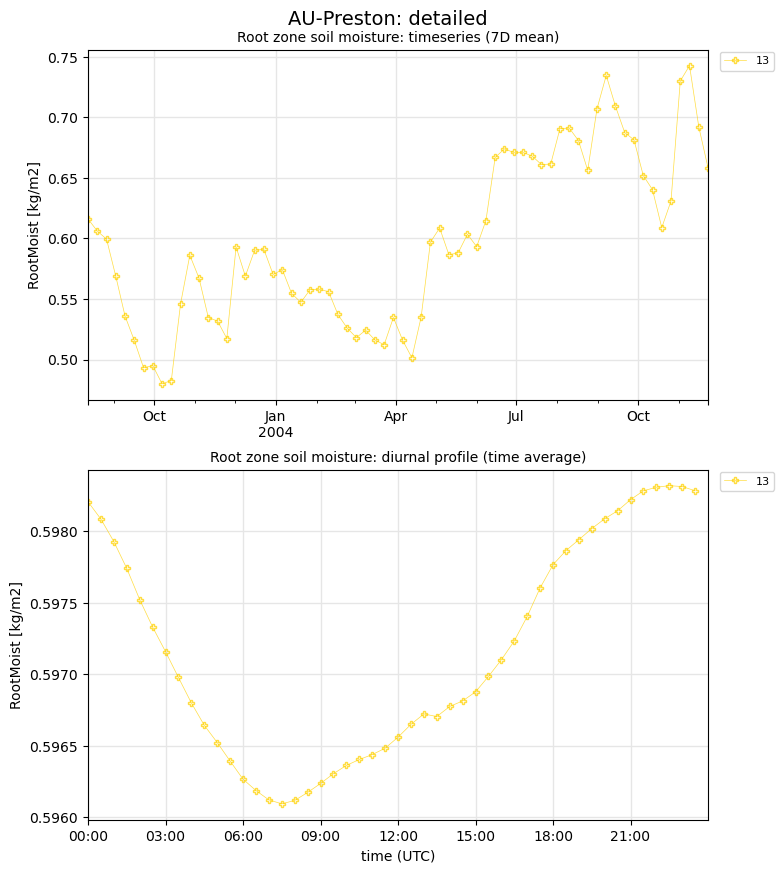 AU-Preston: detailed
Root zone soil moisture: timeseries (7D mean)
13
0.75
0.70
0.65
0.60
0.55
0.50
RootMoist [kg/m2]
Oct
Jan
2004
Apr
Jul
Oct
Root zone soil moisture: diurnal profile (time average)
13
0.5980
0.5975
0.5970
0.5965
0.5960
RootMoist [kg/m2]
00:00
03:00
06:00
09:00
12:00
15:00
18:00
21:00
time (UTC)